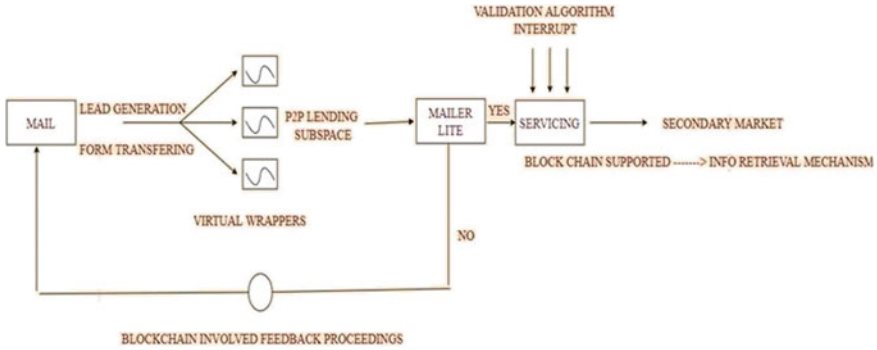 VALIDATION ALGORITHM
INTERRUPT
LEAD GENERATION
MAIL
FORM TRANSFERING
P2P LENDING
SUBSPACE
MAILER
LITE
YES
SERVICING
SECONDARY MARKET
BLOCK CHAIN SUPPORTED -------> INFO RETRIEVAL MECHANISM
VIRTUAL WRAPPERS
NO
BLOCKCHAIN INVOLVED FEEDBACK PROCEEDINGS